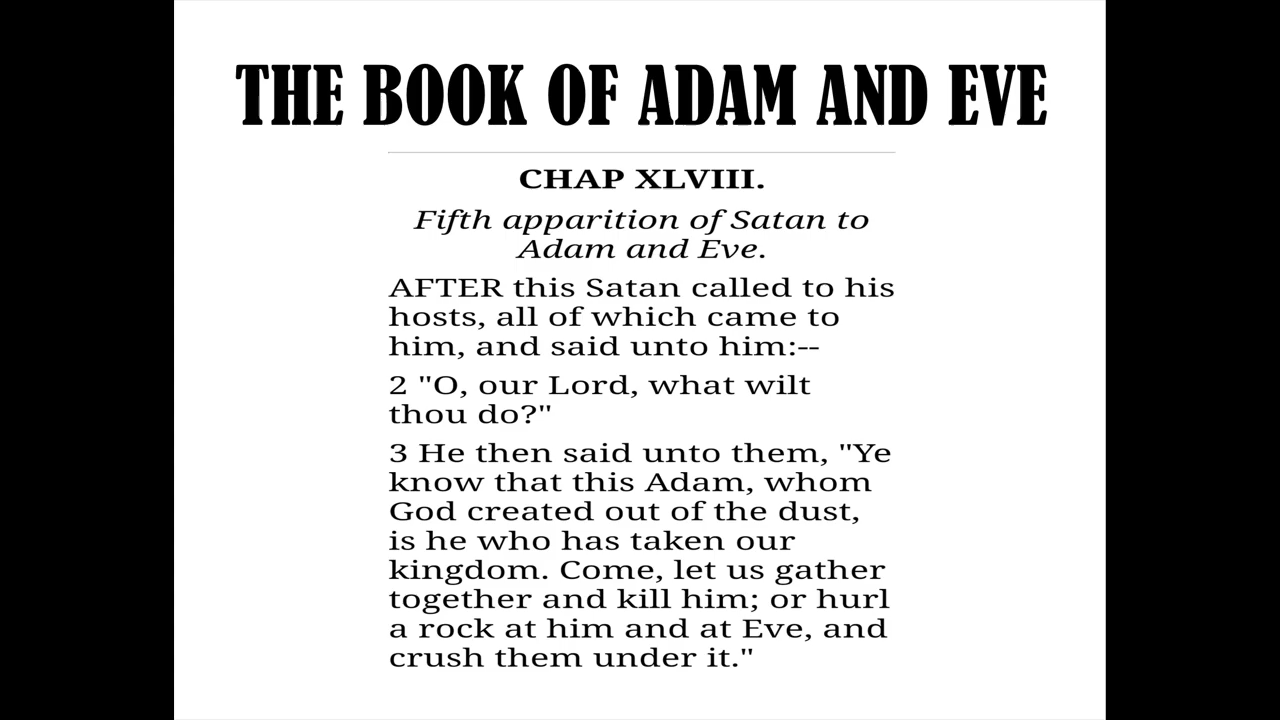 THE BOOK OF ADAM AND EVE
CHAP XLVIII.
Fifth apparition of Satan to
Adam and Eve.
AFTER this Satan called to his
hosts, all of which came to
him, and said unto him:--
2 "O, our Lord, what wilt
thou do?"
3 He then said unto them, "Ye
know that this Adam, whom
God created out of the dust,
is he who has taken our
kingdom. Come, let us gather
together and kill him; or hurl
a rock at him and at Eve, and
crush them under it."